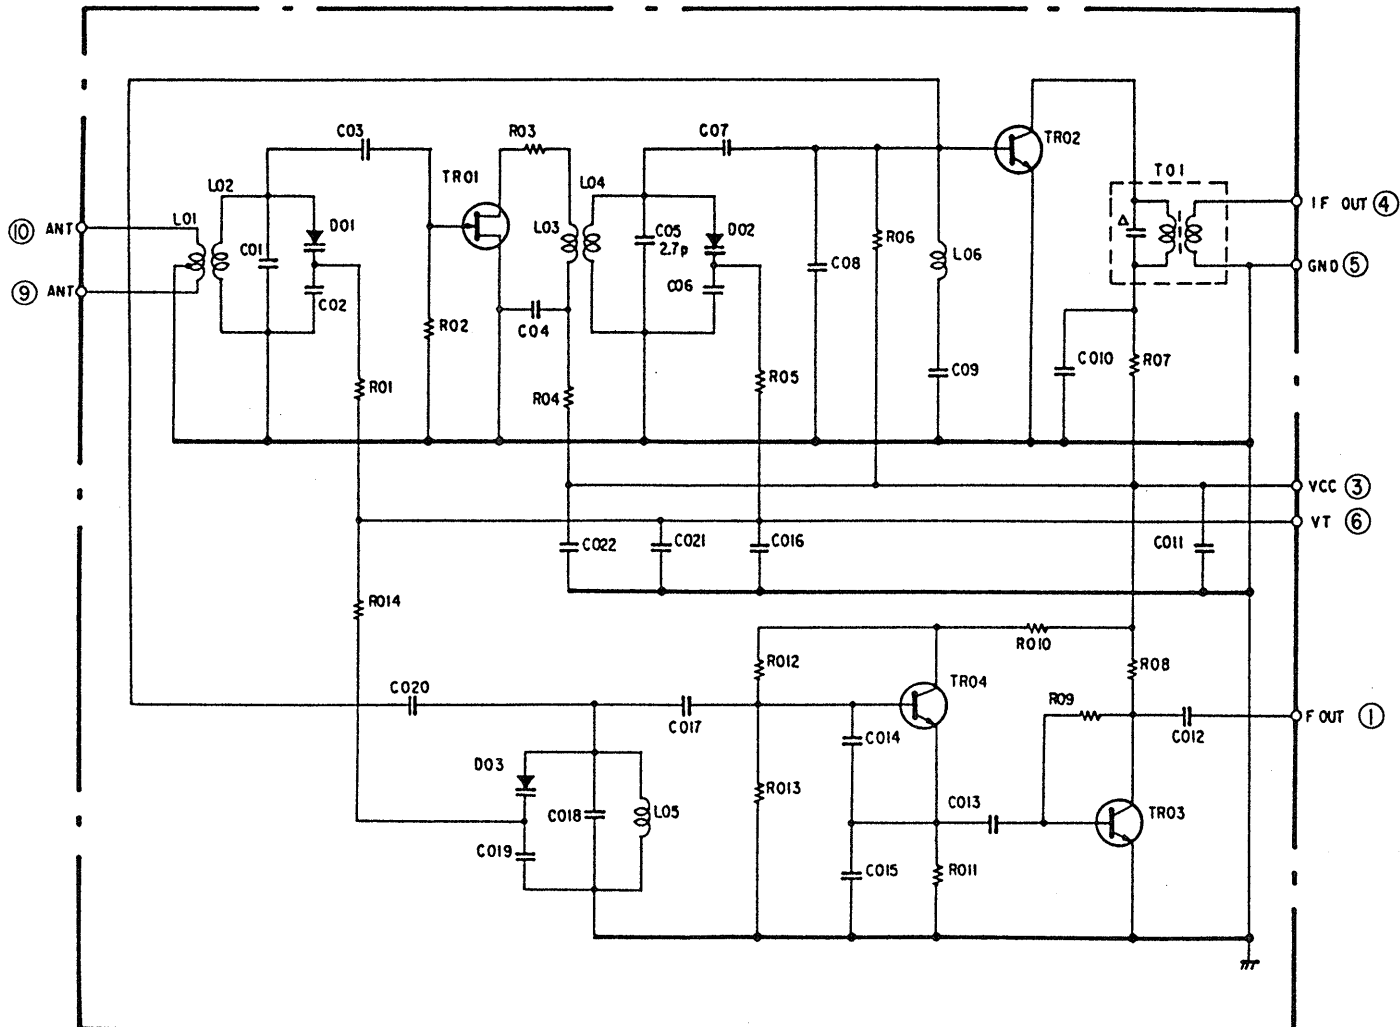 C03
R03
C07
TR02
TR01
T01
L02
L04
L01
D01
L03
D02
Δ
IF OUT ④
⑩ ANT
C01
C05
2.7p
R06
L06
C08
GND ⑤
⑨ ANT
C02
C06
R02
C04
C010
R07
C09
R01
R04
R05
VCC ③
VT ⑥
C022
C021
C016
C011
R014
R010
R012
R08
TR04
C020
R09
C017
C012
F OUT ①
C014
D03
R013
C013
C018
L05
TR03
C019
C015
R011